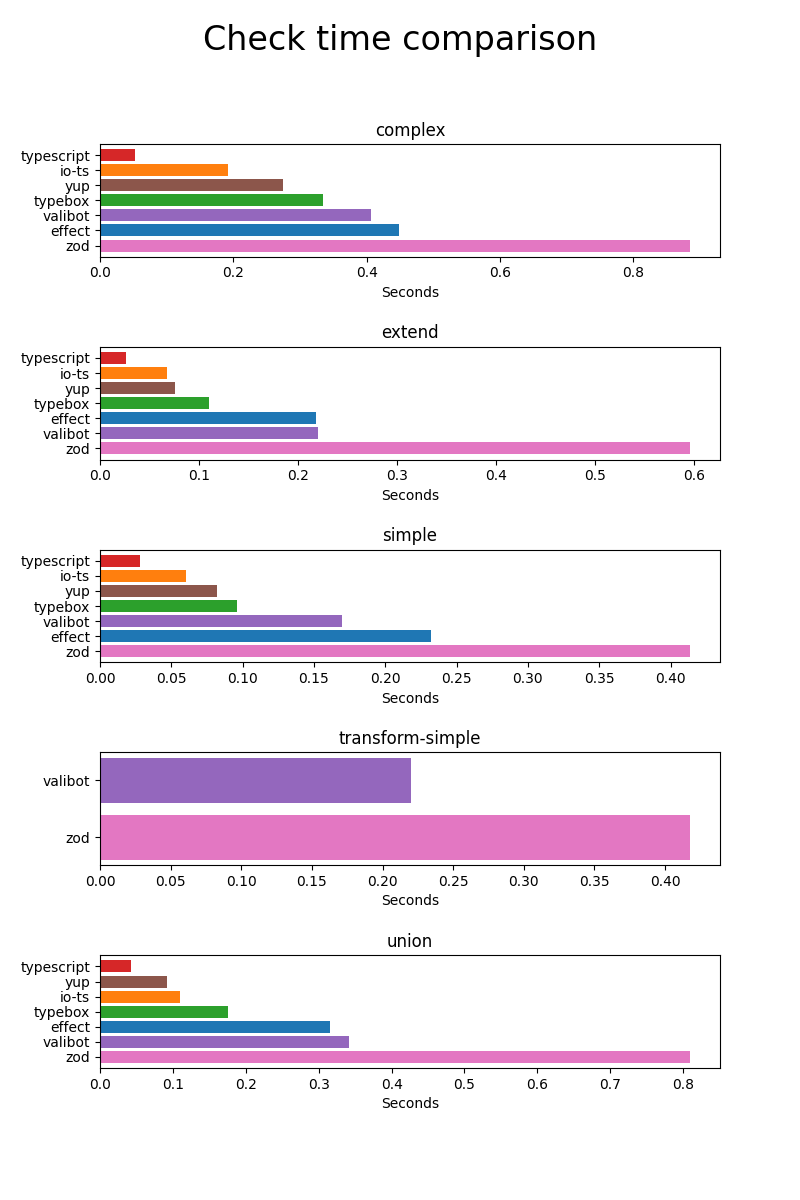 Check time comparison
complex
typescript
io-ts
yup
typebox
valibot
effect
zod
0.0 0.2 0.4 0.6 0.8
Seconds
extend
typescript
io-ts
yup
typebox
effect
valibot
zod
0.0 0.1 0.2 0.3 0.4 0.5 0.6
Seconds
simple
typescript
io-ts
yup
typebox
valibot
effect
zod
0.00 0.05 0.10 0.15 0.20 0.25 0.30 0.35 0.40
Seconds
transform-simple
valibot
zod
0.00 0.05 0.10 0.15 0.20 0.25 0.30 0.35 0.40
Seconds
union
typescript
yup
io-ts
typebox
effect
valibot
zod
0.0 0.1 0.2 0.3 0.4 0.5 0.6 0.7 0.8
Seconds